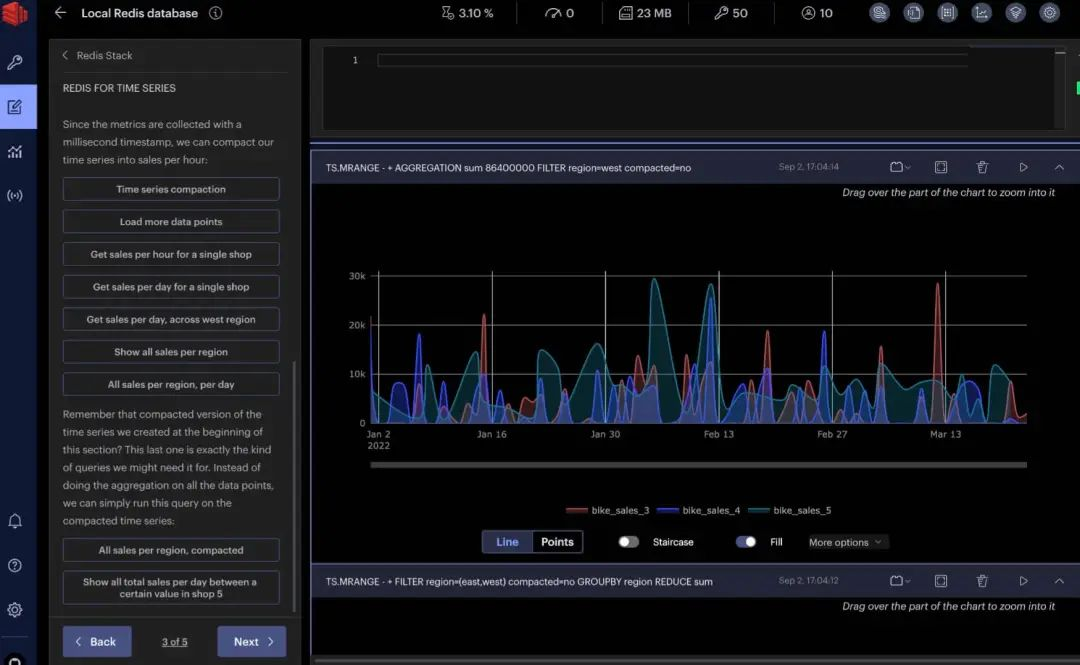 Local Redis database
3.10 %
0
23 MB
50
10
Redis Stack
REDIS FOR TIME SERIES
Since the metrics are collected with a
millisecond timestamp, we can compact our
time series into sales per hour:
Time series compaction
Load more data points
Get sales per hour for a single shop
Get sales per day for a single shop
Get sales per day, across west region
Show all sales per region
All sales per region, per day
Remember that compacted version of the
time series we created at the beginning of
this section? This last one is exactly the kind
of queries we might need it for. Instead of
doing the aggregation on all the data points,
we can simply run this query on the
compacted time series:
All sales per region, compacted
Show all total sales per day between a
certain value in shop 5
Back
3 of 5
Next
1
TS.MRANGE - + AGGREGATION sum 86400000 FILTER region=west compacted=no
Sep 2, 17:04:14
Drag over the part of the chart to zoom into it
30k
20k
10k
0
Jan 2
2022
Jan 16
Jan 30
Feb 13
Feb 27
Mar 13
bike_sales_3
bike_sales_4
bike_sales_5
Line
Points
Staircase
Fill
More options
TS.MRANGE - + FILTER region=(east,west) compacted=no GROUPBY region REDUCE sum
Sep 2, 17:04:12
Drag over the part of the chart to zoom into it